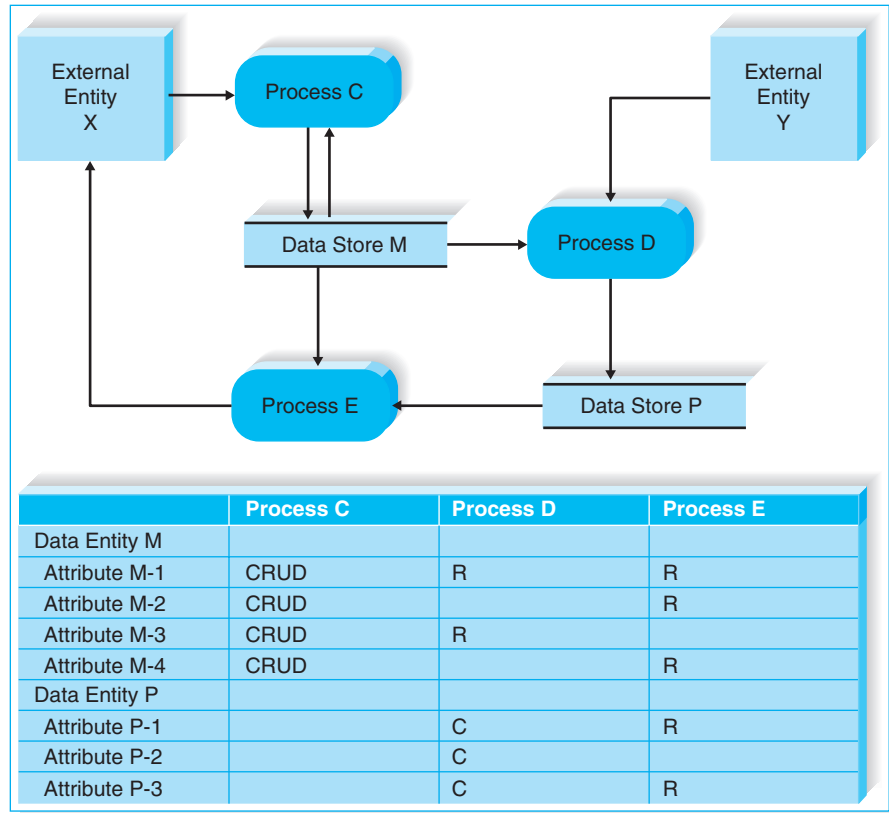 External
Entity
X
Process C
External
Entity
Y
Data Store M
Process D
Process E
Data Store P
Process C Process D Process E
Data Entity M
Attribute M-1 CRUD R R
Attribute M-2 CRUD R
Attribute M-3 CRUD R
Attribute M-4 CRUD R
Data Entity P
Attribute P-1 C R
Attribute P-2 C
Attribute P-3 C R